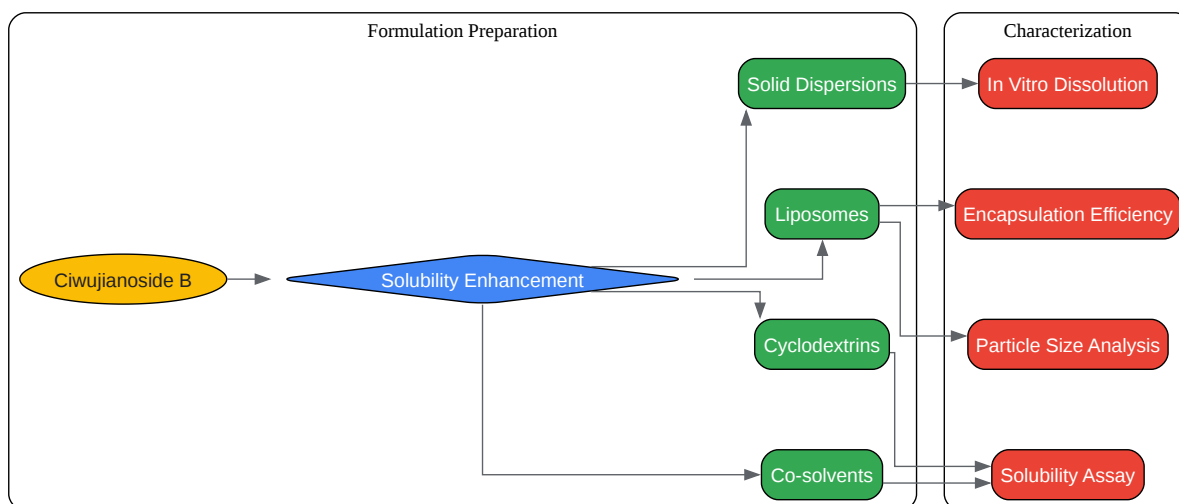 Formulation Preparation
Characterization
Solid Dispersions
In Vitro Dissolution
Liposomes
Encapsulation Efficiency
Ciwujianoside B
Solubility Enhancement
Cyclodextrins
Particle Size Analysis
Co-solvents
Solubility Assay